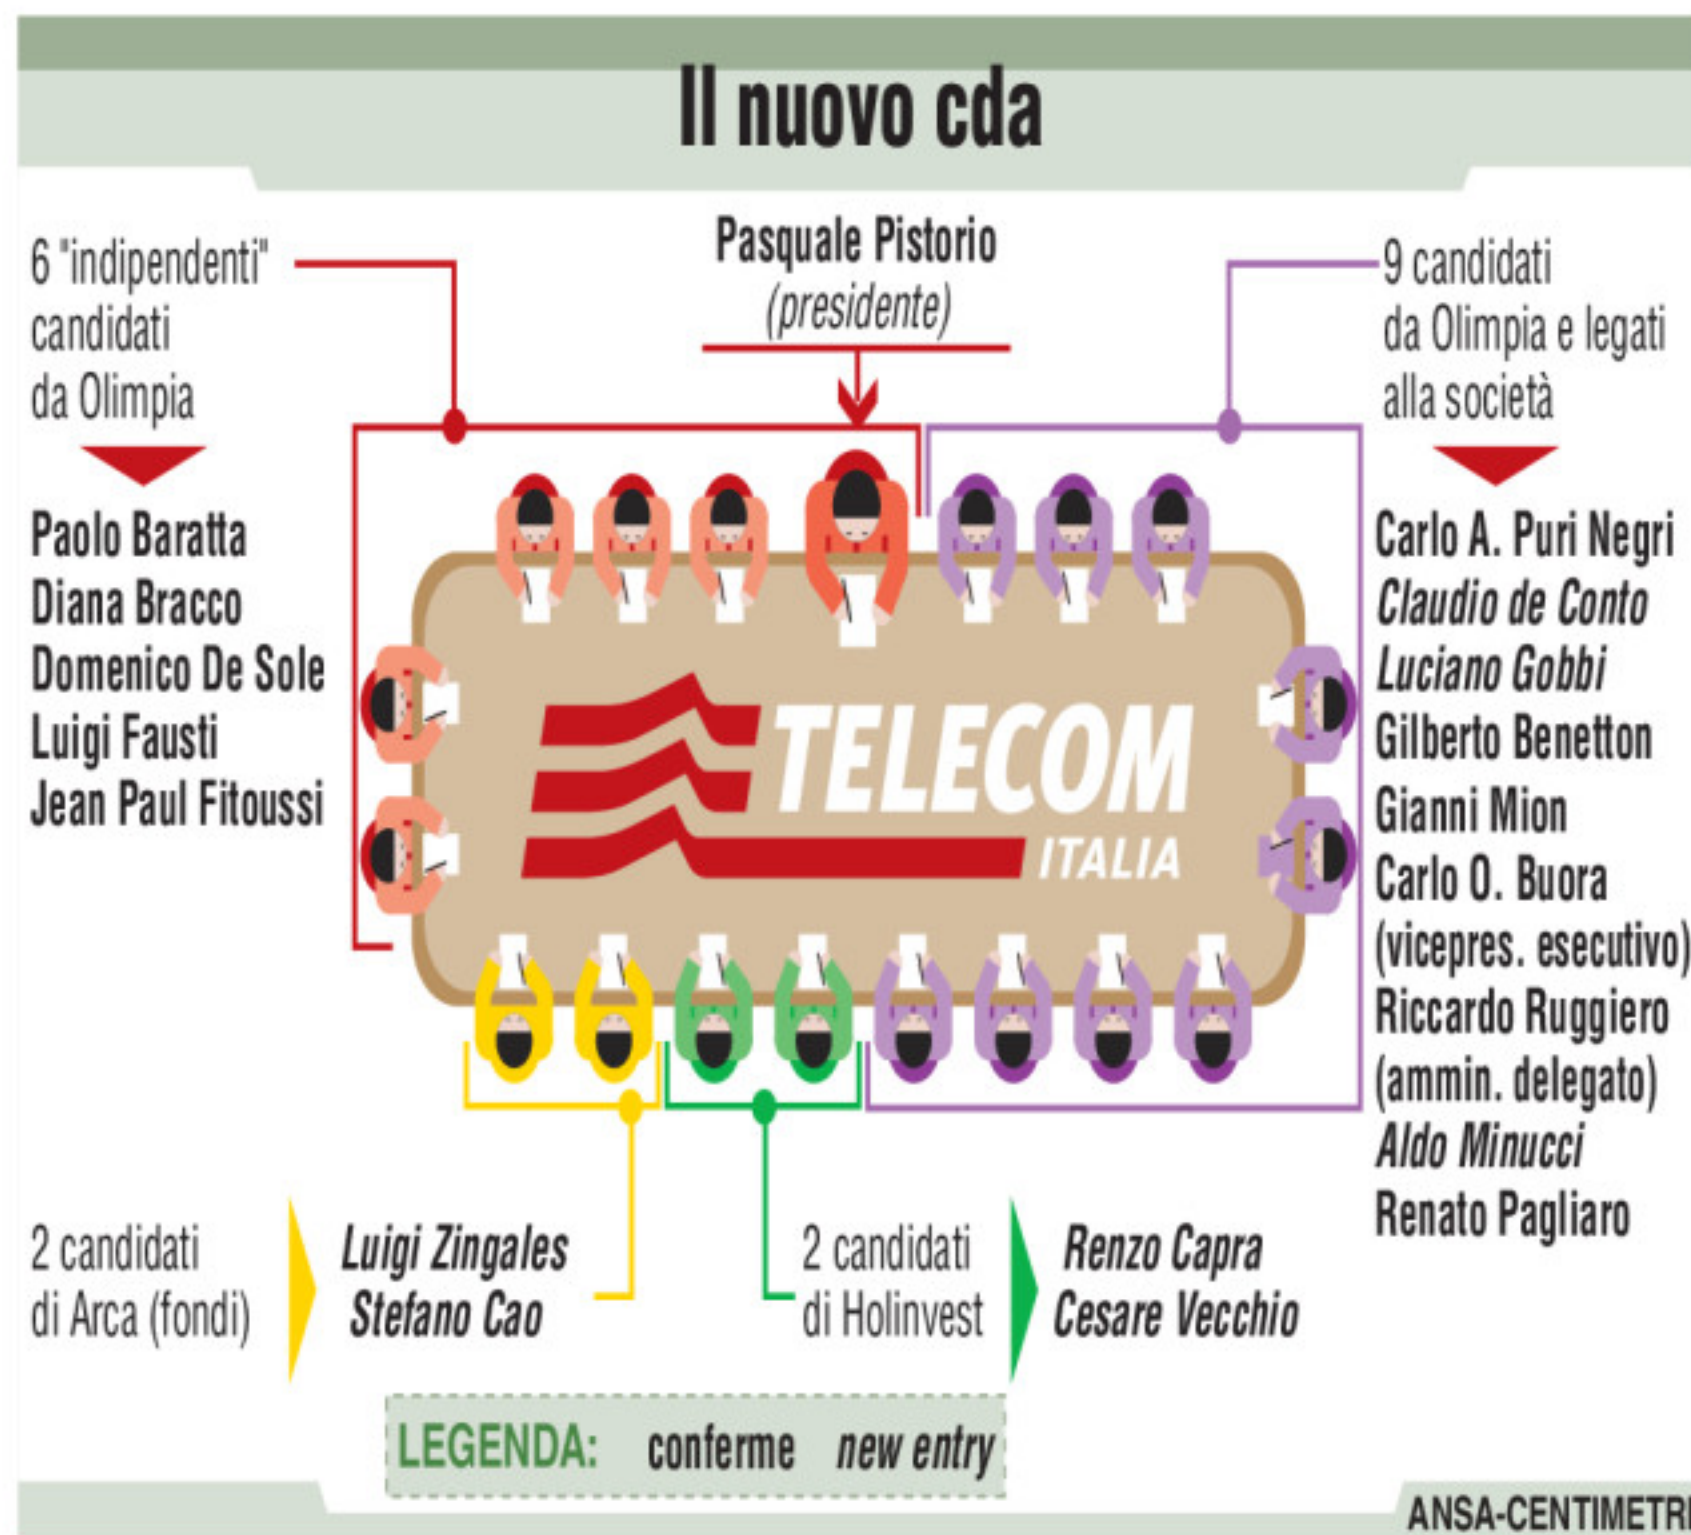 Il nuovo cda
6 "indipendenti"
candidati
da Olimpia
Paolo Baratta
Diana Bracco
Domenico De Sole
Luigi Fausti
Jean Paul Fitoussi
Pasquale Pistorio
(presidente)
9 candidati
da Olimpia e legati
alla società
Carlo A. Puri Negri
Claudio de Conto
Luciano Gobbi
Gilberto Benetton
Gianni Mion
Carlo O. Buora
(vicepres. esecutivo)
Riccardo Ruggiero
(ammin. delegato)
Aldo Minucci
Renato Pagliaro
TELECOM
ITALIA
2 candidati
di Arca (fondi)
Luigi Zingales
Stefano Cao
2 candidati
di Holinvest
Renzo Capra
Cesare Vecchio
LEGENDA: conferme new entry
ANSA-CENTIMETRI